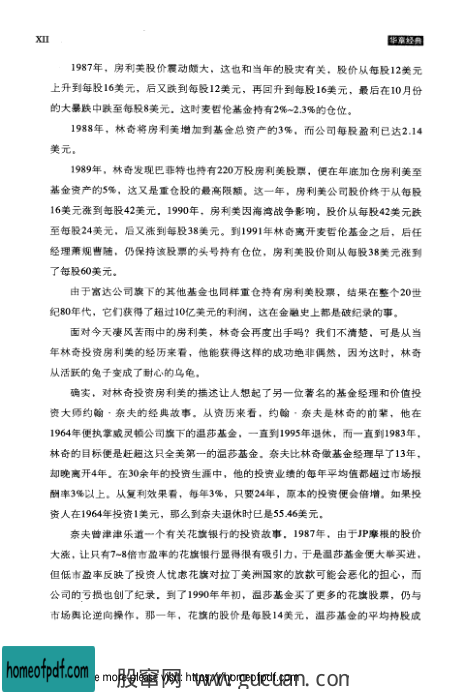 XII
华章经典
1987年，房利美股价震动颇大，这也和当年的股灾有关，股价从每股12美元
上升到每股16美元，后又跌到每股12美元，再回升到每股16美元，最后在10月份
的大暴跌中跌至每股8美元。这时麦哲伦基金持有2%~2.3%的仓位。
1988年，林奇将房利美增加到基金总资产的3%，而公司每股盈利已达2.14
美元。
1989年，林奇发现巴菲特也持有220万股房利美股票，便在年底加仓房利美至
基金资产的5%，这又是重仓股的最高限额。这一年，房利美公司股价终于从每股
16美元涨到每股42美元。1990年，房利美因海湾战争影响，股价从每股42美元跌
至每股24美元，后又涨到每股38美元。到1991年林奇离开麦哲伦基金之后，后任
经理萧规曹随，仍保持该股票的头号持有仓位，房利美股价则从每股38美元涨到
了每股60美元。
由于富达公司旗下的其他基金也同样重仓持有房利美股票，结果在整个20世
纪80年代，它们获得了超过10亿美元的利润，这在金融史上都是破纪录的事。
面对今天凄风苦雨中的房利美，林奇会再度出手吗？我们不清楚，可是从当
年林奇投资房利美的经历来看，他能获得这样的成功绝非偶然，因为这时，林奇
从活跃的兔子变成了耐心的乌龟。
确实，对林奇投资房利美的描述让人想起了另一位著名的基金经理和价值投
资大师约翰·奈夫的经典故事。从资历来看，约翰·奈夫是林奇的前辈，他在
1964年便执掌威灵顿公司旗下的温莎基金，一直到1995年退休，而一直到1983年，
林奇的目标便是赶超这只全美第一的温莎基金。奈夫比林奇做基金经理早了13年，
却晚离开4年。在30余年的投资生涯中，他的投资业绩的每年平均值都超过市场报
酬率3%以上。从复利效果看，每年3%，只要24年，原本的投资便会倍增。如果投
资人在1964年投资1美元，那么到奈夫退休时已是55.46美元。
奈夫曾津津乐道一个有关花旗银行的投资故事。1987年，由于JP摩根的股价
大涨，让只有7~8倍市盈率的花旗银行显得很有吸引力，于是温莎基金便大举买进，
但低市盈率反映了投资人忧虑花旗对拉丁美洲国家的放款可能会恶化的担心，而
公司的亏损也创了纪录。到了1990年年初，温莎基金买了更多的花旗股票，仍与
市场舆论逆向操作，那一年，花旗的股价是每股14美元，温莎基金的平均持股成
homeofpdf.com
e more please visit: https://homeofpdf.com
股窜网 www.gucuan.com